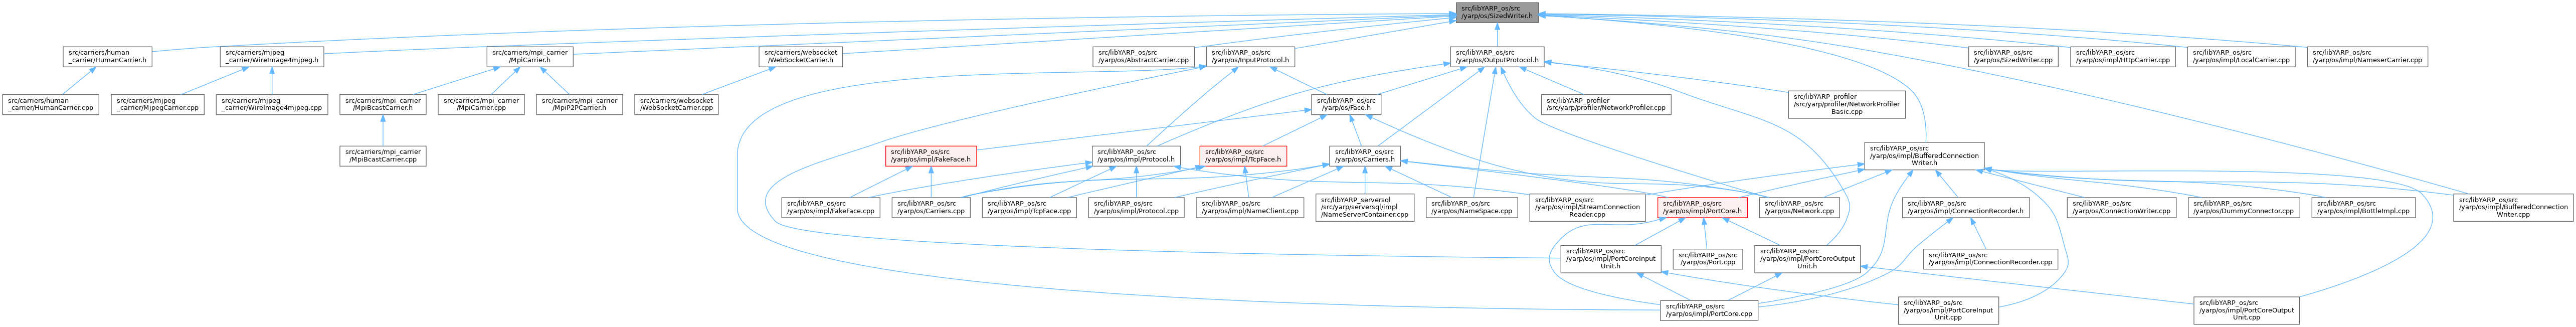 src/libYARP_os/src
/yarp/os/SizedWriter.h
src/carriers/human
_carrier/HumanCarrier.h
src/carriers/mjpeg
_carrier/WireImage4mjpeg.h
src/carriers/mpi_carrier
/MpiCarrier.h
src/carriers/websocket
/WebSocketCarrier.h
src/libYARP_os/src
/yarp/os/AbstractCarrier.cpp
src/libYARP_os/src
/yarp/os/InputProtocol.h
src/libYARP_os/src
/yarp/os/OutputProtocol.h
src/libYARP_os/src
/yarp/os/SizedWriter.cpp
src/libYARP_os/src
/yarp/os/impl/HttpCarrier.cpp
src/libYARP_os/src
/yarp/os/impl/LocalCarrier.cpp
src/libYARP_os/src
/yarp/os/impl/NameserCarrier.cpp
src/carriers/human
_carrier/HumanCarrier.cpp
src/carriers/mjpeg
_carrier/MjpegCarrier.cpp
src/carriers/mjpeg
_carrier/WireImage4mjpeg.cpp
src/carriers/mpi_carrier
/MpiBcastCarrier.h
src/carriers/mpi_carrier
/MpiCarrier.cpp
src/carriers/mpi_carrier
/MpiP2PCarrier.h
src/carriers/websocket
/WebSocketCarrier.cpp
src/libYARP_os/src
/yarp/os/Face.h
src/libYARP_profiler
/src/yarp/profiler/NetworkProfiler.cpp
src/libYARP_profiler
/src/yarp/profiler/NetworkProfiler
Basic.cpp
src/carriers/mpi_carrier
/MpiBcastCarrier.cpp
src/libYARP_os/src
/yarp/os/impl/FakeFace.h
src/libYARP_os/src
/yarp/os/impl/Protocol.h
src/libYARP_os/src
/yarp/os/impl/TcpFace.h
src/libYARP_os/src
/yarp/os/Carriers.h
src/libYARP_os/src
/yarp/os/impl/BufferedConnection
Writer.h
src/libYARP_os/src
/yarp/os/impl/FakeFace.cpp
src/libYARP_os/src
/yarp/os/Carriers.cpp
src/libYARP_os/src
/yarp/os/impl/TcpFace.cpp
src/libYARP_os/src
/yarp/os/impl/Protocol.cpp
src/libYARP_os/src
/yarp/os/impl/NameClient.cpp
src/libYARP_serversql
/src/yarp/serversql/impl
/NameServerContainer.cpp
src/libYARP_os/src
/yarp/os/NameSpace.cpp
src/libYARP_os/src
/yarp/os/impl/StreamConnection
Reader.cpp
src/libYARP_os/src
/yarp/os/impl/PortCore.h
src/libYARP_os/src
/yarp/os/Network.cpp
src/libYARP_os/src
/yarp/os/impl/ConnectionRecorder.h
src/libYARP_os/src
/yarp/os/ConnectionWriter.cpp
src/libYARP_os/src
/yarp/os/DummyConnector.cpp
src/libYARP_os/src
/yarp/os/impl/BottleImpl.cpp
src/libYARP_os/src
/yarp/os/impl/BufferedConnection
Writer.cpp
src/libYARP_os/src
/yarp/os/impl/PortCoreInput
Unit.h
src/libYARP_os/src
/yarp/os/Port.cpp
src/libYARP_os/src
/yarp/os/impl/PortCoreOutput
Unit.h
src/libYARP_os/src
/yarp/os/impl/ConnectionRecorder.cpp
src/libYARP_os/src
/yarp/os/impl/PortCore.cpp
src/libYARP_os/src
/yarp/os/impl/PortCoreInput
Unit.cpp
src/libYARP_os/src
/yarp/os/impl/PortCoreOutput
Unit.cpp